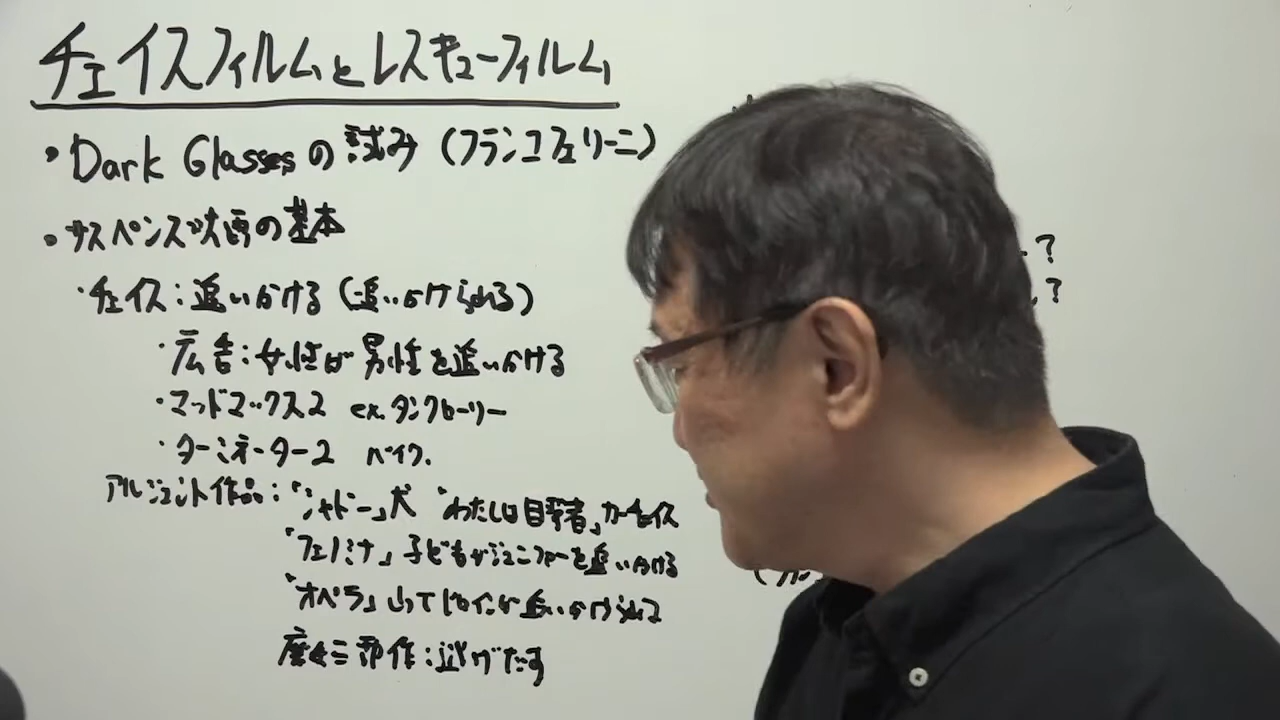 チェイスフィルムとレスキューフィルム
・Dark Glassesの試み（フランコフェリーニ）
・サスペンス映画の基本
・チェイス：追いかける（追いかけられる）
・広告：女性が男性を追いかける
・マッドマックス2 ex.タンクローリー
・ターミネーター2 バイク.
アルジェント作品：「シャドー」犬 「わたしは目撃者」カーチェイス
「フェノミナ」子どもがジェニファーを追いかける
「オペラ」山でヒロインが追いかけられる
魔女三部作：逃げだす
？
？